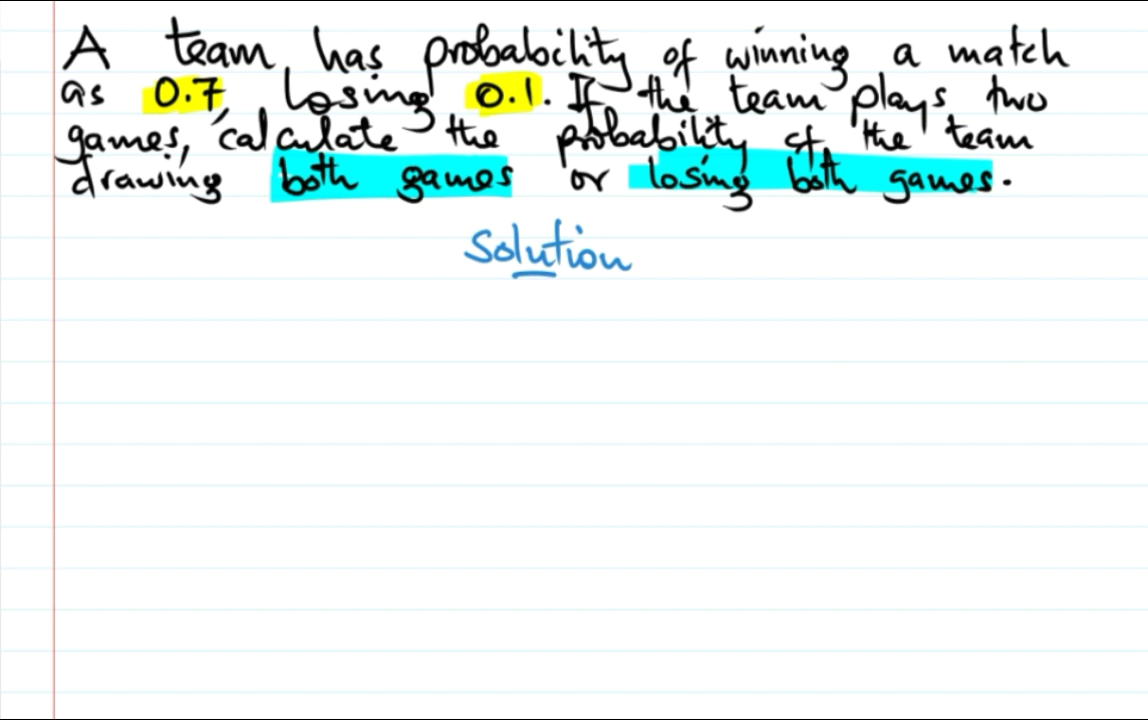 A team has probability of winning a match
as 0.7, losing 0.1. If the team plays two
games, calculate the probability of the team
drawing both games or losing both games.
Solution